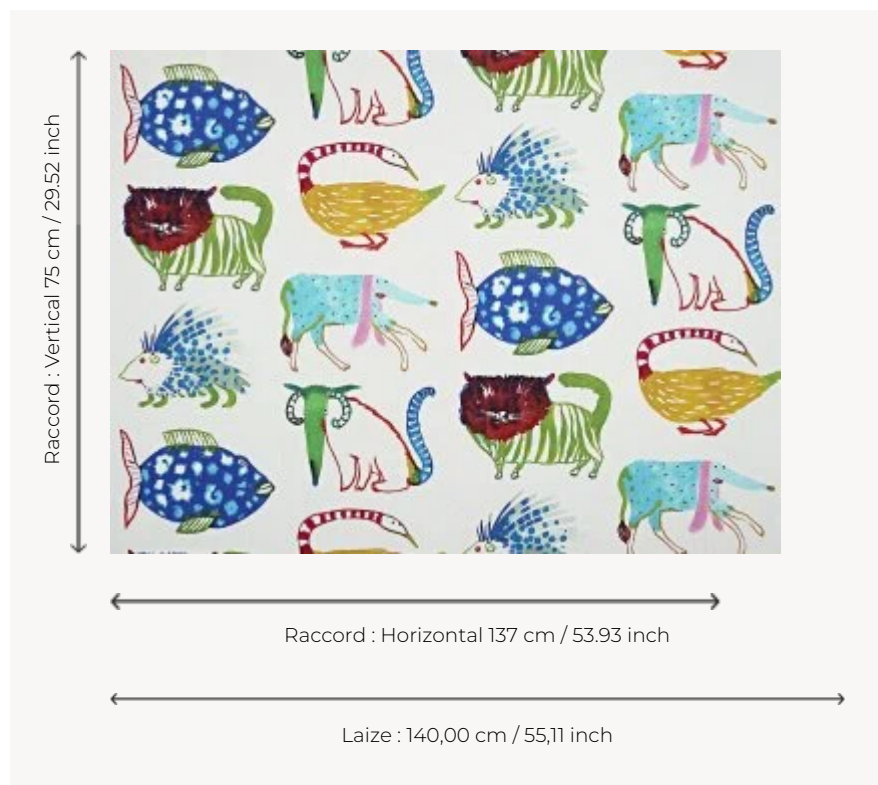 Raccord : Vertical 75 cm / 29.52 inch
Raccord : Horizontal 137 cm / 53.93 inch
Laize : 140,00 cm / 55,11 inch